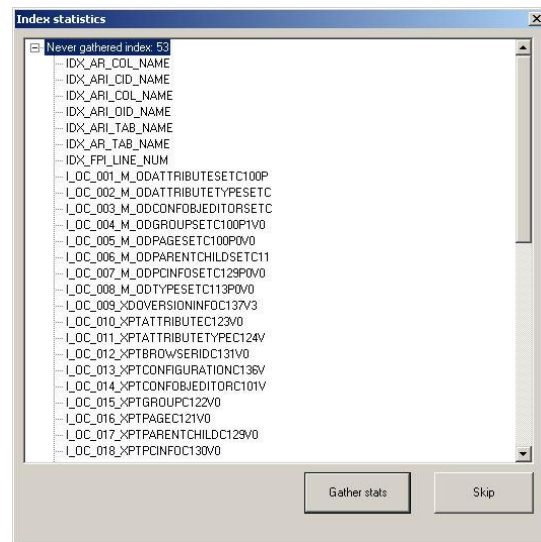 Index statistics
Never gathered index: 53
IDX_AR_COL_NAME
IDX_ARI_CID_NAME
IDX_ARI_COL_NAME
IDX_ARI_OID_NAME
IDX_ARI_TAB_NAME
IDX_AR_TAB_NAME
IDX_FPI_LINE_NUM
I_OC_001_M_ODATTRIBUTESETC100P
I_OC_002_M_ODATTRIBUTETYPESETC
I_OC_003_M_ODCONFOBJEDITORSETC
I_OC_004_M_ODGROUPSETC100P1V0
I_OC_005_M_ODPAGESETC100P0V0
I_OC_006_M_ODPARENTCHILDSETC11
I_OC_007_M_ODPCINFOSETC129P0V0
I_OC_008_M_ODTYPESETC113P0V0
I_OC_009_XDOVERSIONINFOC137V3
I_OC_010_XPTATTRIBUTEC123V0
I_OC_011_XPTATTRIBUTETYPEC124V
I_OC_012_XPTBROWSERIDC131V0
I_OC_013_XPTCONFIGURATIONC136V
I_OC_014_XPTCONFOBJEDITORC101V
I_OC_015_XPTGROUPC122V0
I_OC_016_XPTPAGEC121V0
I_OC_017_XPTPARENTCHILDC129V0
I_OC_018_XPTPCINFOC130V0
Gather stats
Skip